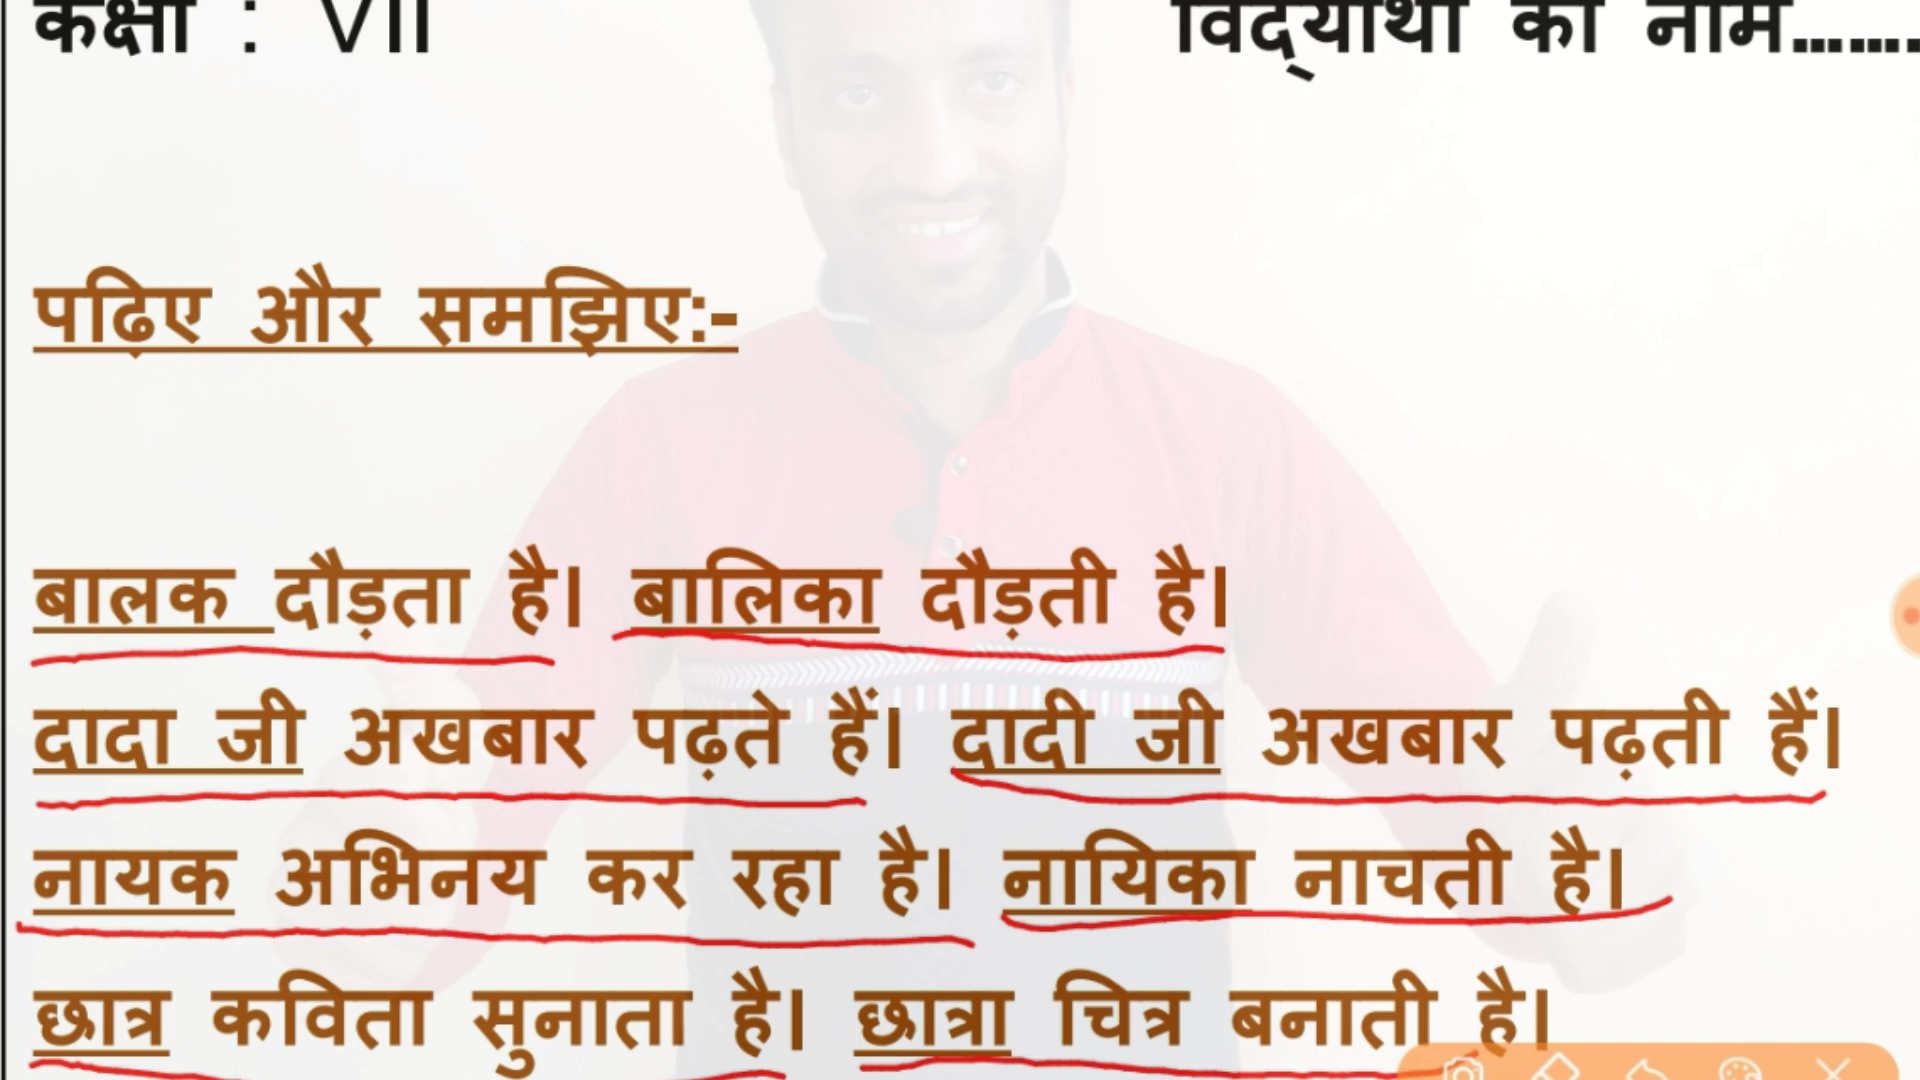 कक्षा : VII विद्यार्थी का नाम.......
पढ़िए और समझिए:-
बालक दौड़ता है। बालिका दौड़ती है।
दादा जी अखबार पढ़ते हैं। दादी जी अखबार पढ़ती हैं।
नायक अभिनय कर रहा है। नायिका नाचती है।
छात्र कविता सुनाता है। छात्रा चित्र बनाती है।